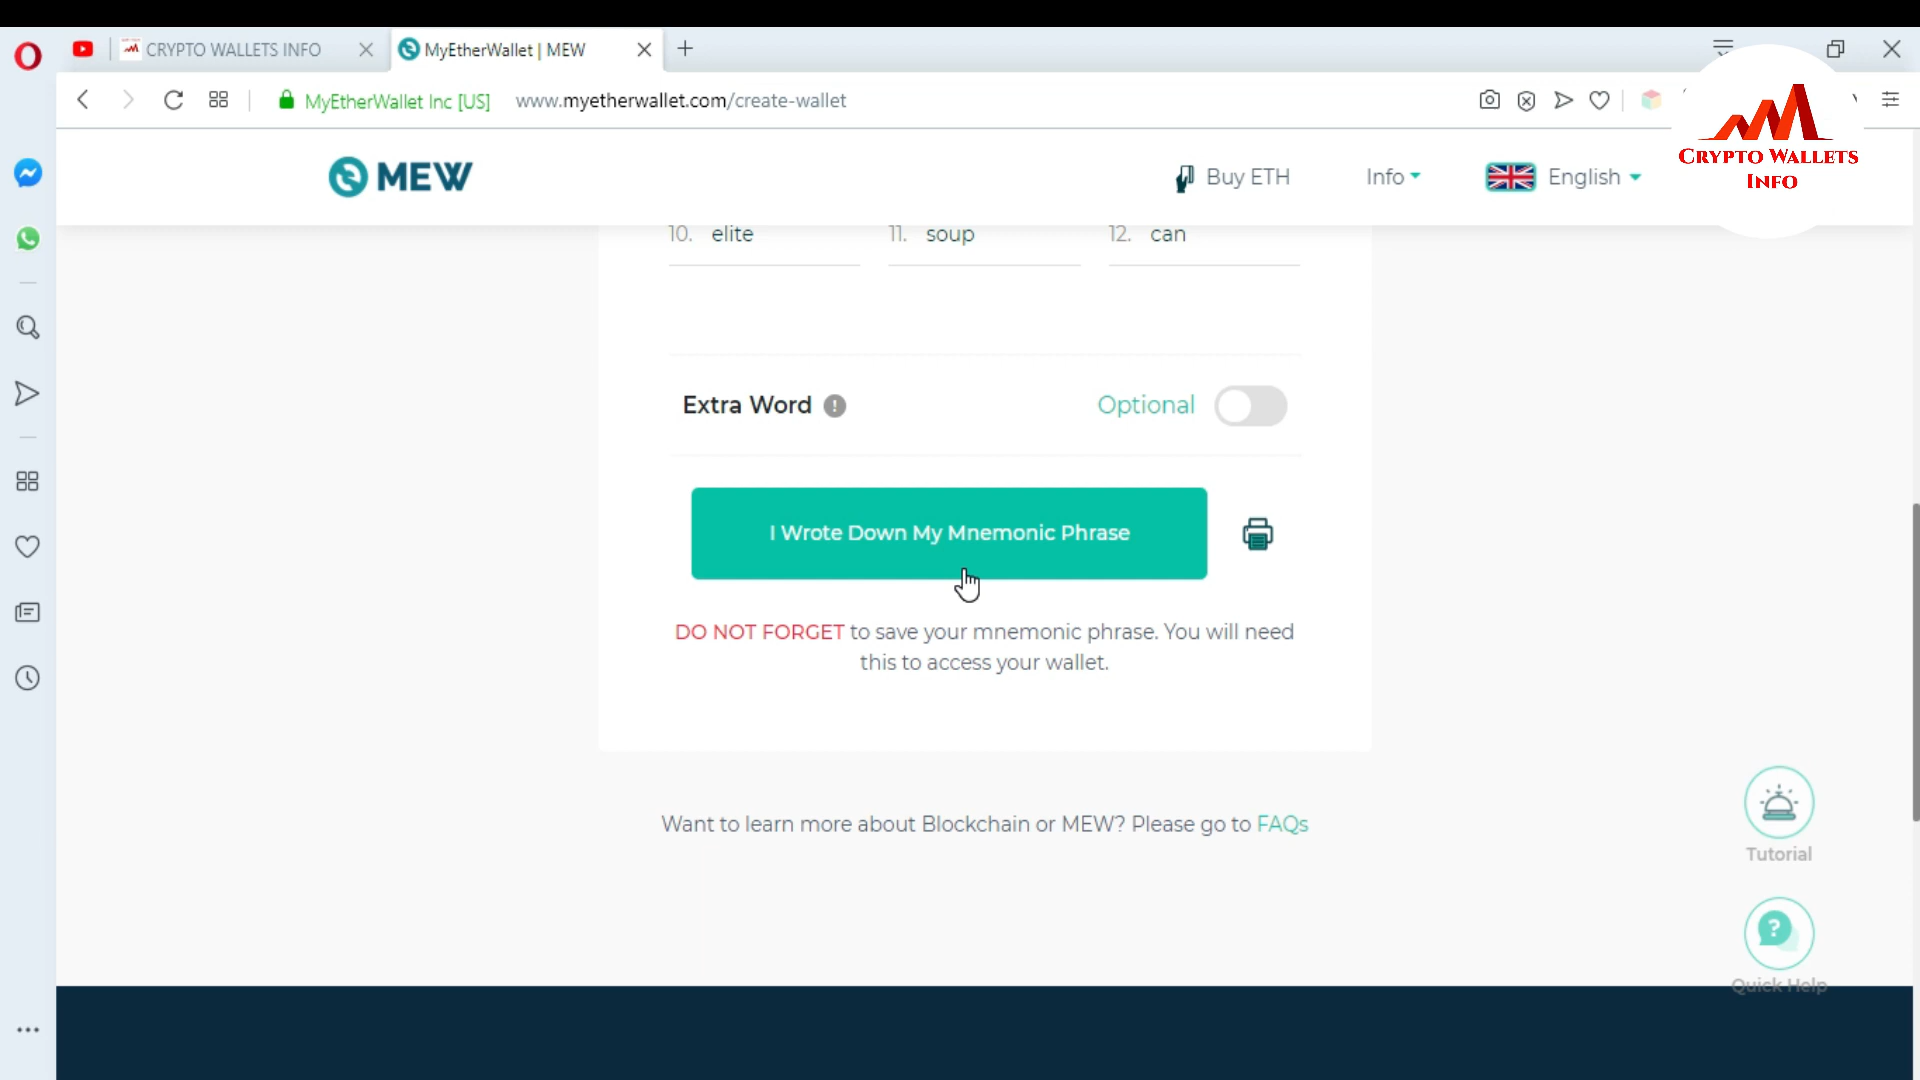 CRYPTO WALLETS INFO
MyEtherWallet | MEW
MyEtherWallet Inc [US] www.myetherwallet.com/create-wallet
CRYPTO WALLETS
INFO
MEW
Buy ETH
Info
English
10. elite
11. soup
12. can
Extra Word
Optional
I Wrote Down My Mnemonic Phrase
DO NOT FORGET to save your mnemonic phrase. You will need
this to access your wallet.
Want to learn more about Blockchain or MEW? Please go to FAQs
Tutorial
Quick Help